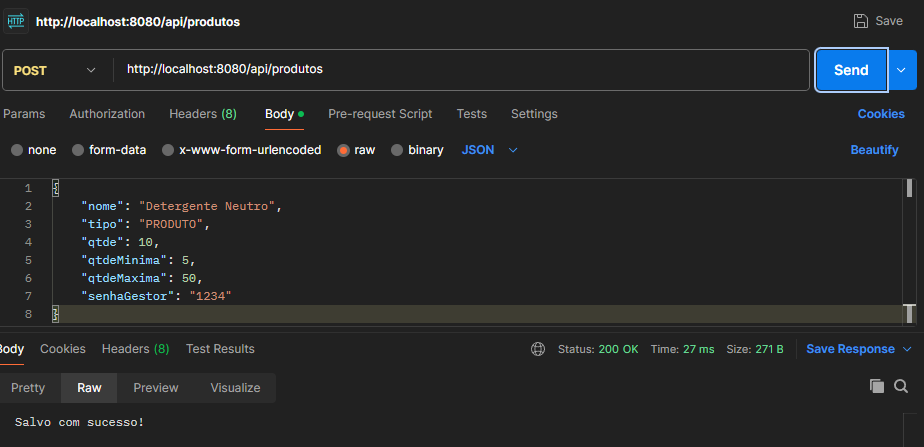 HTTP http://localhost:8080/api/produtos Save
POST http://localhost:8080/api/produtos Send
Params Authorization Headers (8) Body Pre-request Script Tests Settings Cookies
none form-data x-www-form-urlencoded raw binary JSON Beautify
1 {
2 "nome": "Detergente Neutro",
3 "tipo": "PRODUTO",
4 "qtde": 10,
5 "qtdeMinima": 5,
6 "qtdeMaxima": 50,
7 "senhaGestor": "1234"
8 }
Body Cookies Headers (8) Test Results Status: 200 OK Time: 27 ms Size: 271 B Save Response
Pretty Raw Preview Visualize
Salvo com sucesso!